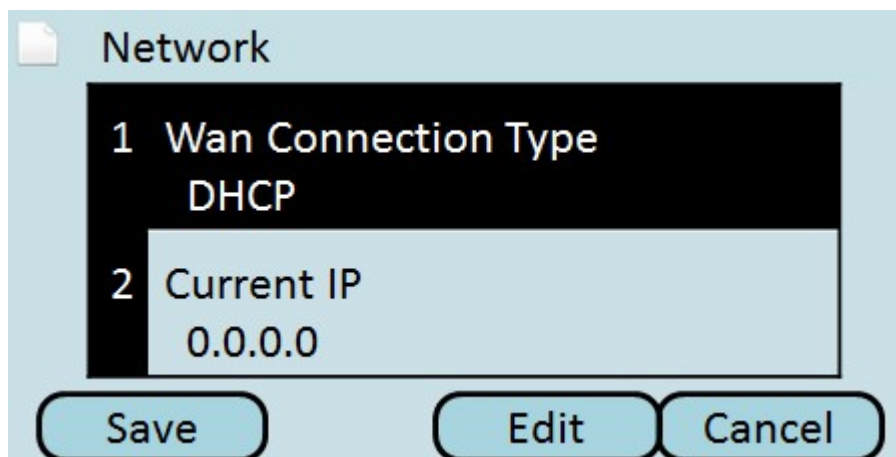 Network
1 Wan Connection Type
DHCP
2 Current IP
0.0.0.0
Save Edit Cancel